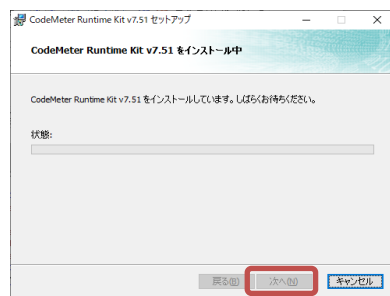 CodeMeter Runtime Kit v7.51 セットアップ
CodeMeter Runtime Kit v7.51 をインストール中
CodeMeter Runtime Kit v7.51 をインストールしています。しばらくお待ちください。
状態:
戻る(B) 次へ(N) キャンセル